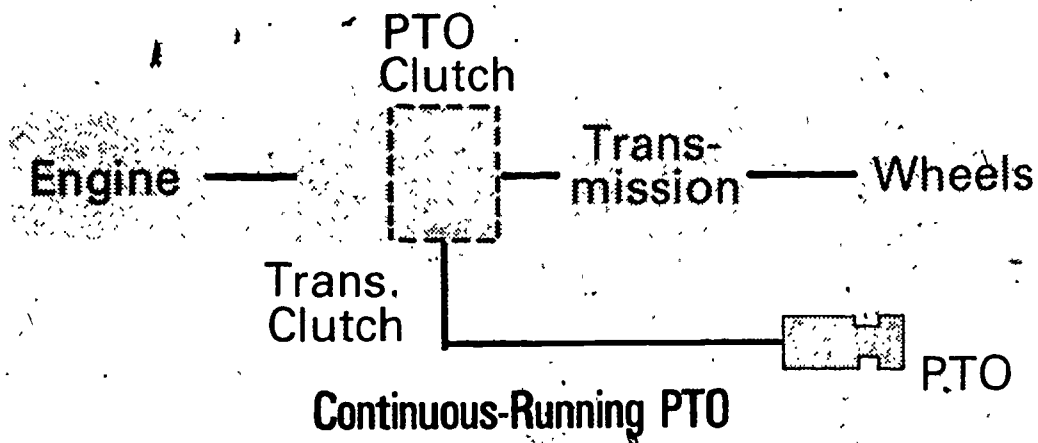 PTO
Clutch
Engine
Trans-
mission
Wheels
Trans.
Clutch
PTO
Continuous-Running PTO